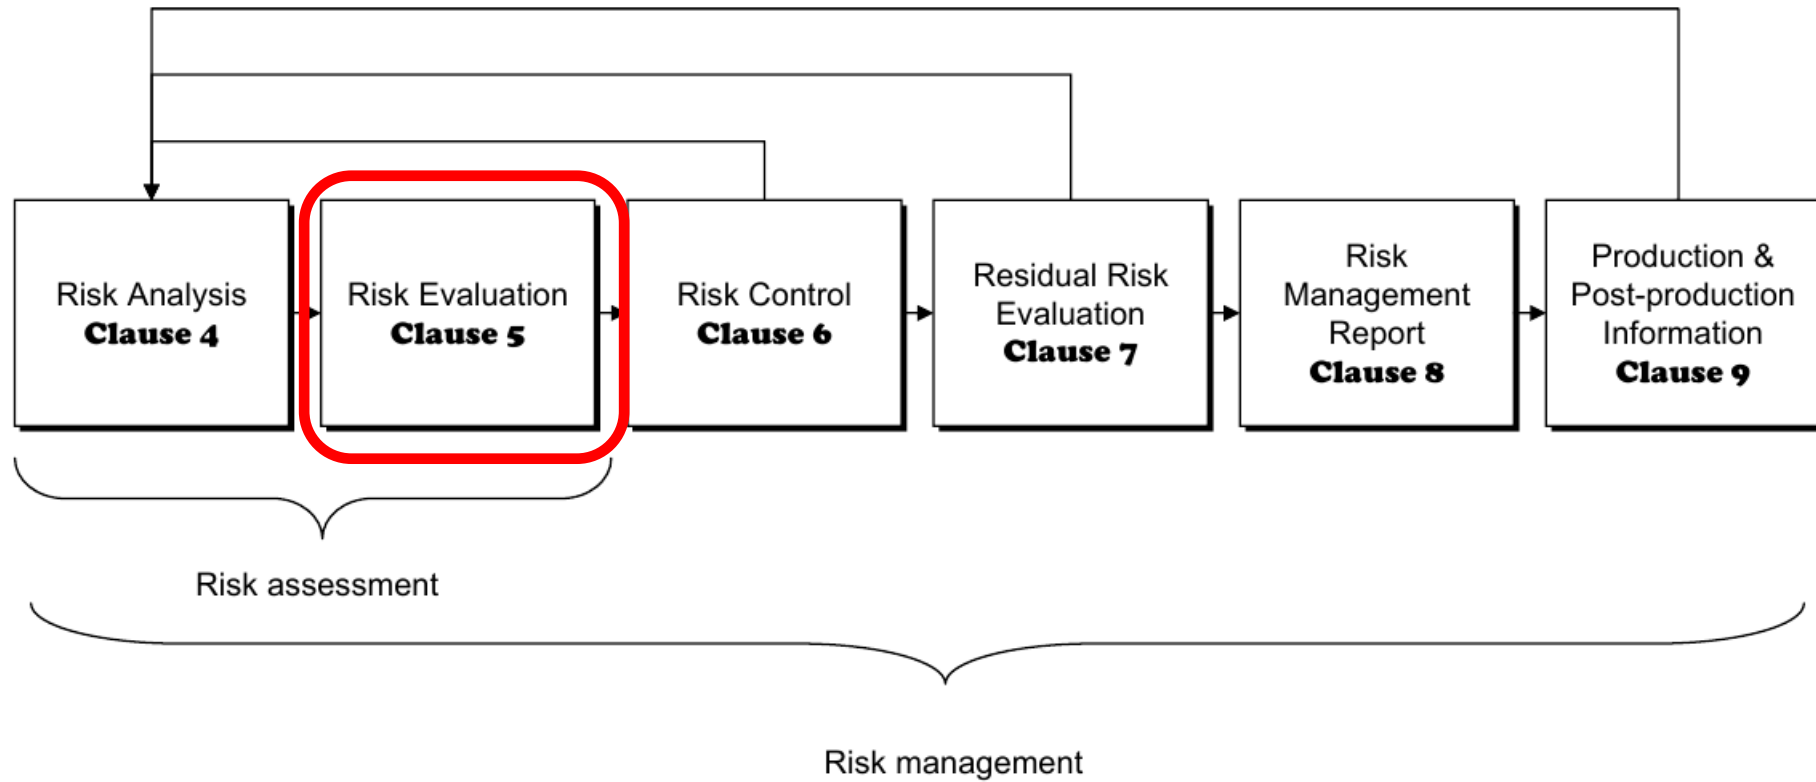 Risk Analysis
Clause 4
Risk Evaluation
Clause 5
Risk Control
Clause 6
Residual Risk
Evaluation
Clause 7
Risk
Management
Report
Clause 8
Production &
Post-production
Information
Clause 9
Risk assessment
Risk management